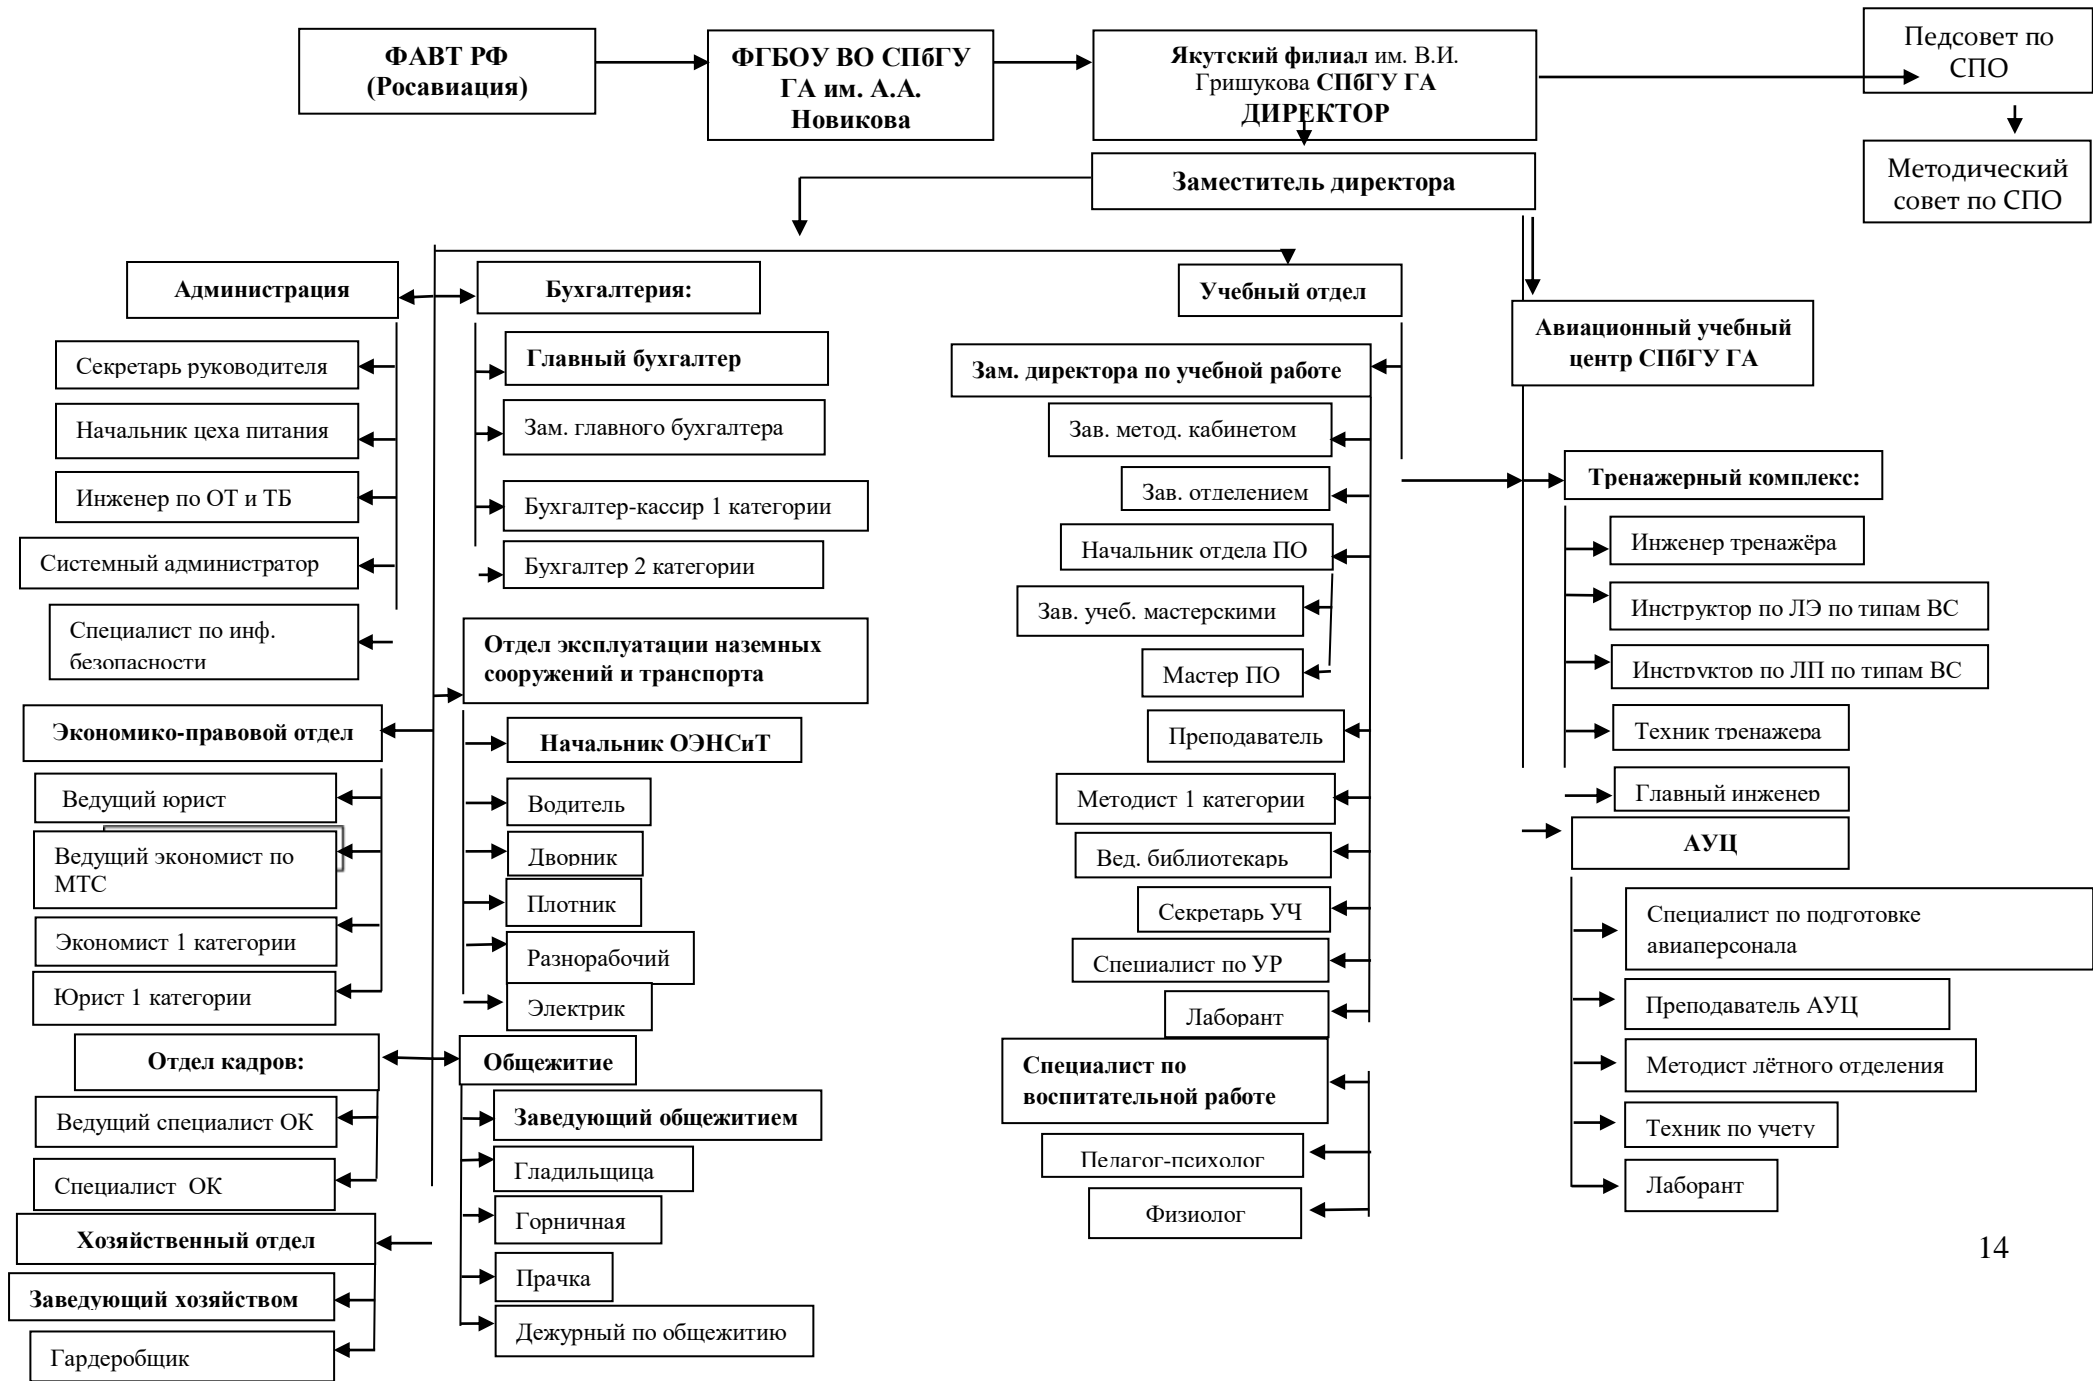 ФАВТ РФ
(Росавиация)
ФГБОУ ВО СПбГУ
ГА им. А.А.
Новикова
Якутский филиал им. В.И.
Гришукова СПбГУ ГА
ДИРЕКТОР
Педсовет по
СПО
Методический
совет по СПО
Заместитель директора
Администрация
Секретарь руководителя
Начальник цеха питания
Инженер по ОТ и ТБ
Системный администратор
Специалист по инф.
безопасности
Экономико-правовой отдел
Ведущий юрист
Ведущий экономист по
МТС
Экономист 1 категории
Юрист 1 категории
Отдел кадров:
Ведущий специалист ОК
Специалист ОК
Хозяйственный отдел
Заведующий хозяйством
Гардеробщик
Бухгалтерия:
Главный бухгалтер
Зам. главного бухгалтера
Бухгалтер-кассир 1 категории
Бухгалтер 2 категории
Отдел эксплуатации наземных
сооружений и транспорта
Начальник ОЭНСиТ
Водитель
Дворник
Плотник
Разнорабочий
Электрик
Общежитие
Заведующий общежитием
Гладильщица
Горничная
Прачка
Дежурный по общежитию
Учебный отдел
Зам. директора по учебной работе
Зав. метод. кабинетом
Зав. отделением
Начальник отдела ПО
Зав. учеб. мастерскими
Мастер ПО
Преподаватель
Методист 1 категории
Вед. библиотекарь
Секретарь УЧ
Специалист по УР
Лаборант
Специалист по
воспитательной работе
Педагог-психолог
Физиолог
Авиационный учебный
центр СПбГУ ГА
Тренажерный комплекс:
Инженер тренажёра
Инструктор по ЛЭ по типам ВС
Инструктор по ЛП по типам ВС
Техник тренажера
Главный инженер
АУЦ
Специалист по подготовке
авиаперсонала
Преподаватель АУЦ
Методист лётного отделения
Техник по учету
Лаборант
14